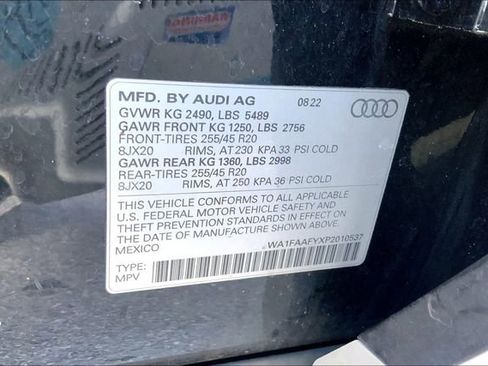 MFD. BY AUDI AG 08.22
GVWR KG 2490, LBS 5489
GAWR FRONT KG 1250, LBS 2756
FRONT-TIRES 255/45 R20
8JX20 RIMS, AT 230 KPA 33 PSI COLD
GAWR REAR KG 1360, LBS 2998
REAR-TIRES 255/45 R20
8JX20 RIMS, AT 250 KPA 36 PSI COLD
THIS VEHICLE CONFORMS TO ALL APPLICABLE
U.S. FEDERAL MOTOR VEHICLE SAFETY AND
THEFT PREVENTION STANDARDS IN EFFECT ON
THE DATE OF MANUFACTURE SHOWN ABOVE.
MEXICO
WA1FAAFYXP2010537
TYPE:
MPV